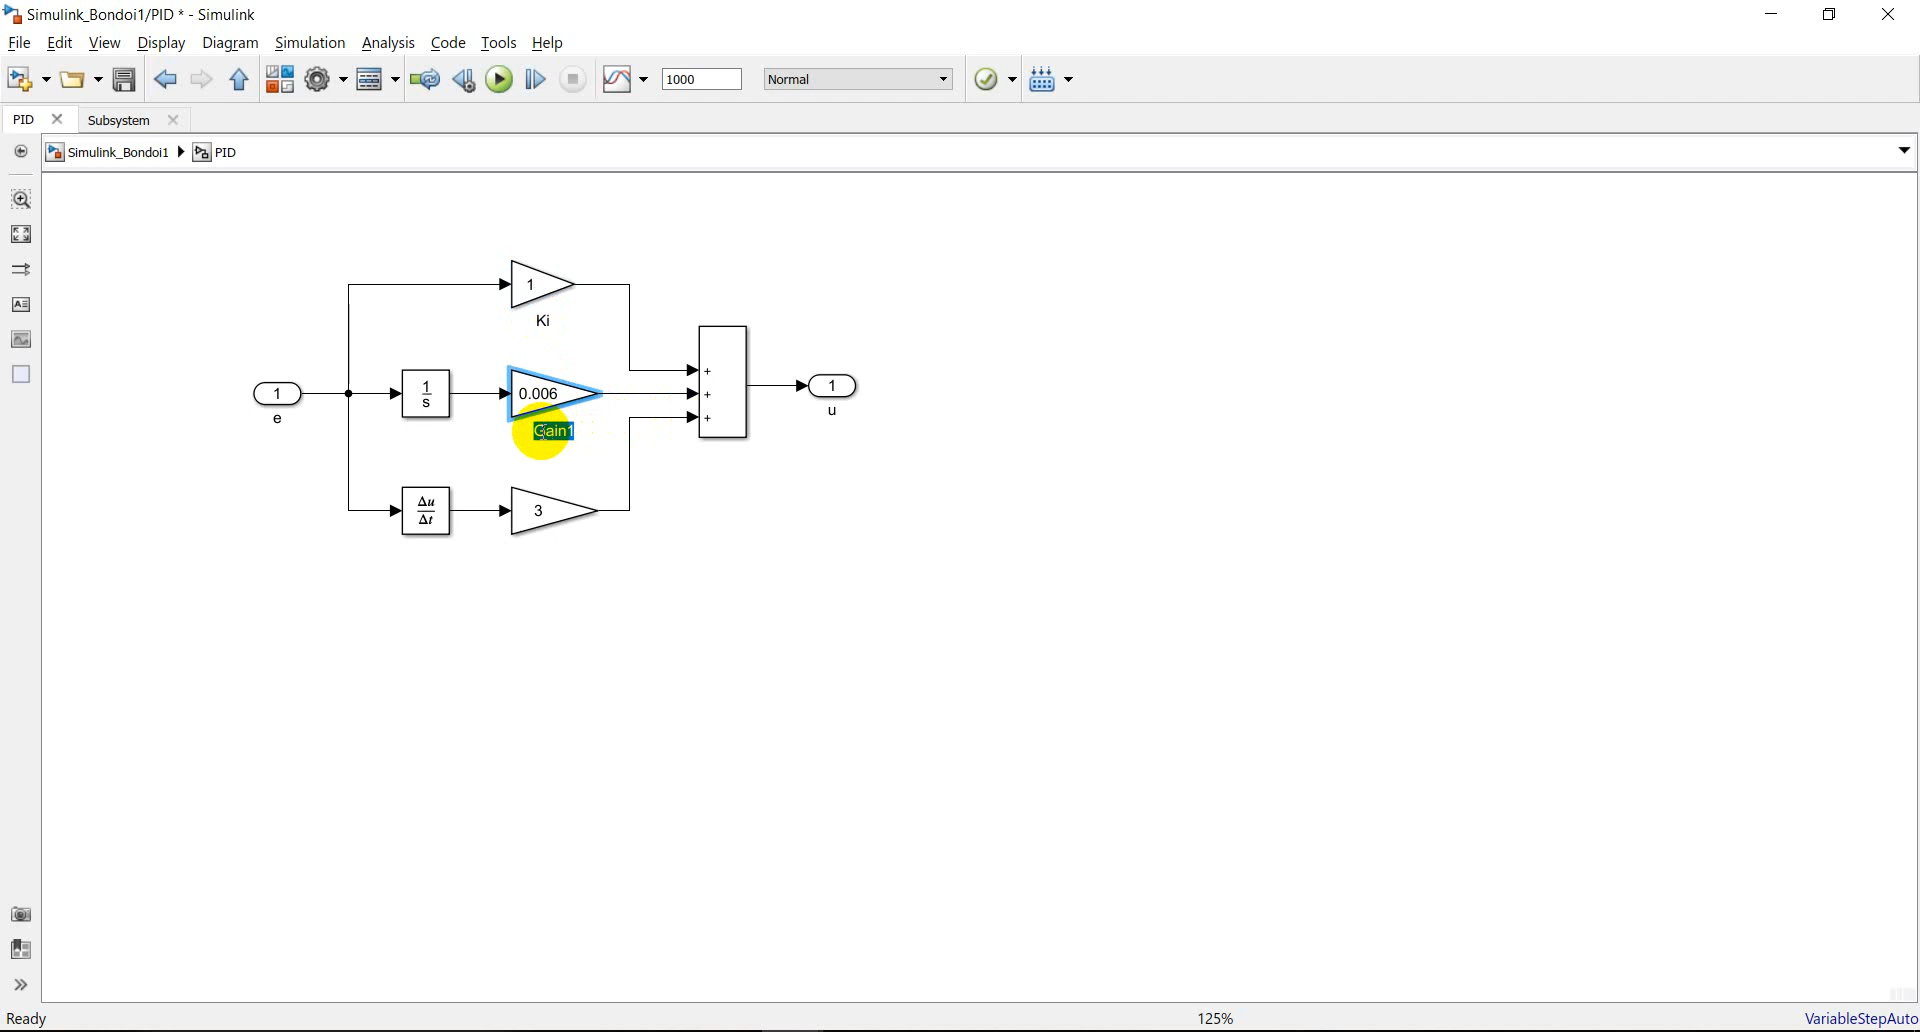 Simulink_Bondoi1/PID * - Simulink
File Edit View Display Diagram Simulation Analysis Code Tools Help
1000 Normal
PID Subsystem
Simulink_Bondoi1 PID
1
Ki
1
e
1
s
0.006
Gain1
+
+
+
1
u
Δu
Δt
3
Ready 125% VariableStepAuto